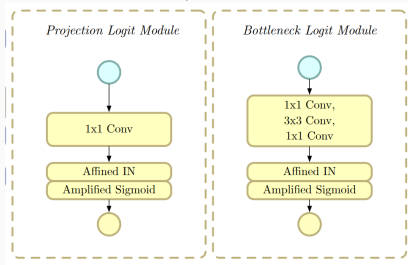 Projection Logit Module
1x1 Conv
Affined IN
Amplified Sigmoid
Bottleneck Logit Module
1x1 Conv,
3x3 Conv,
1x1 Conv
Affined IN
Amplified Sigmoid